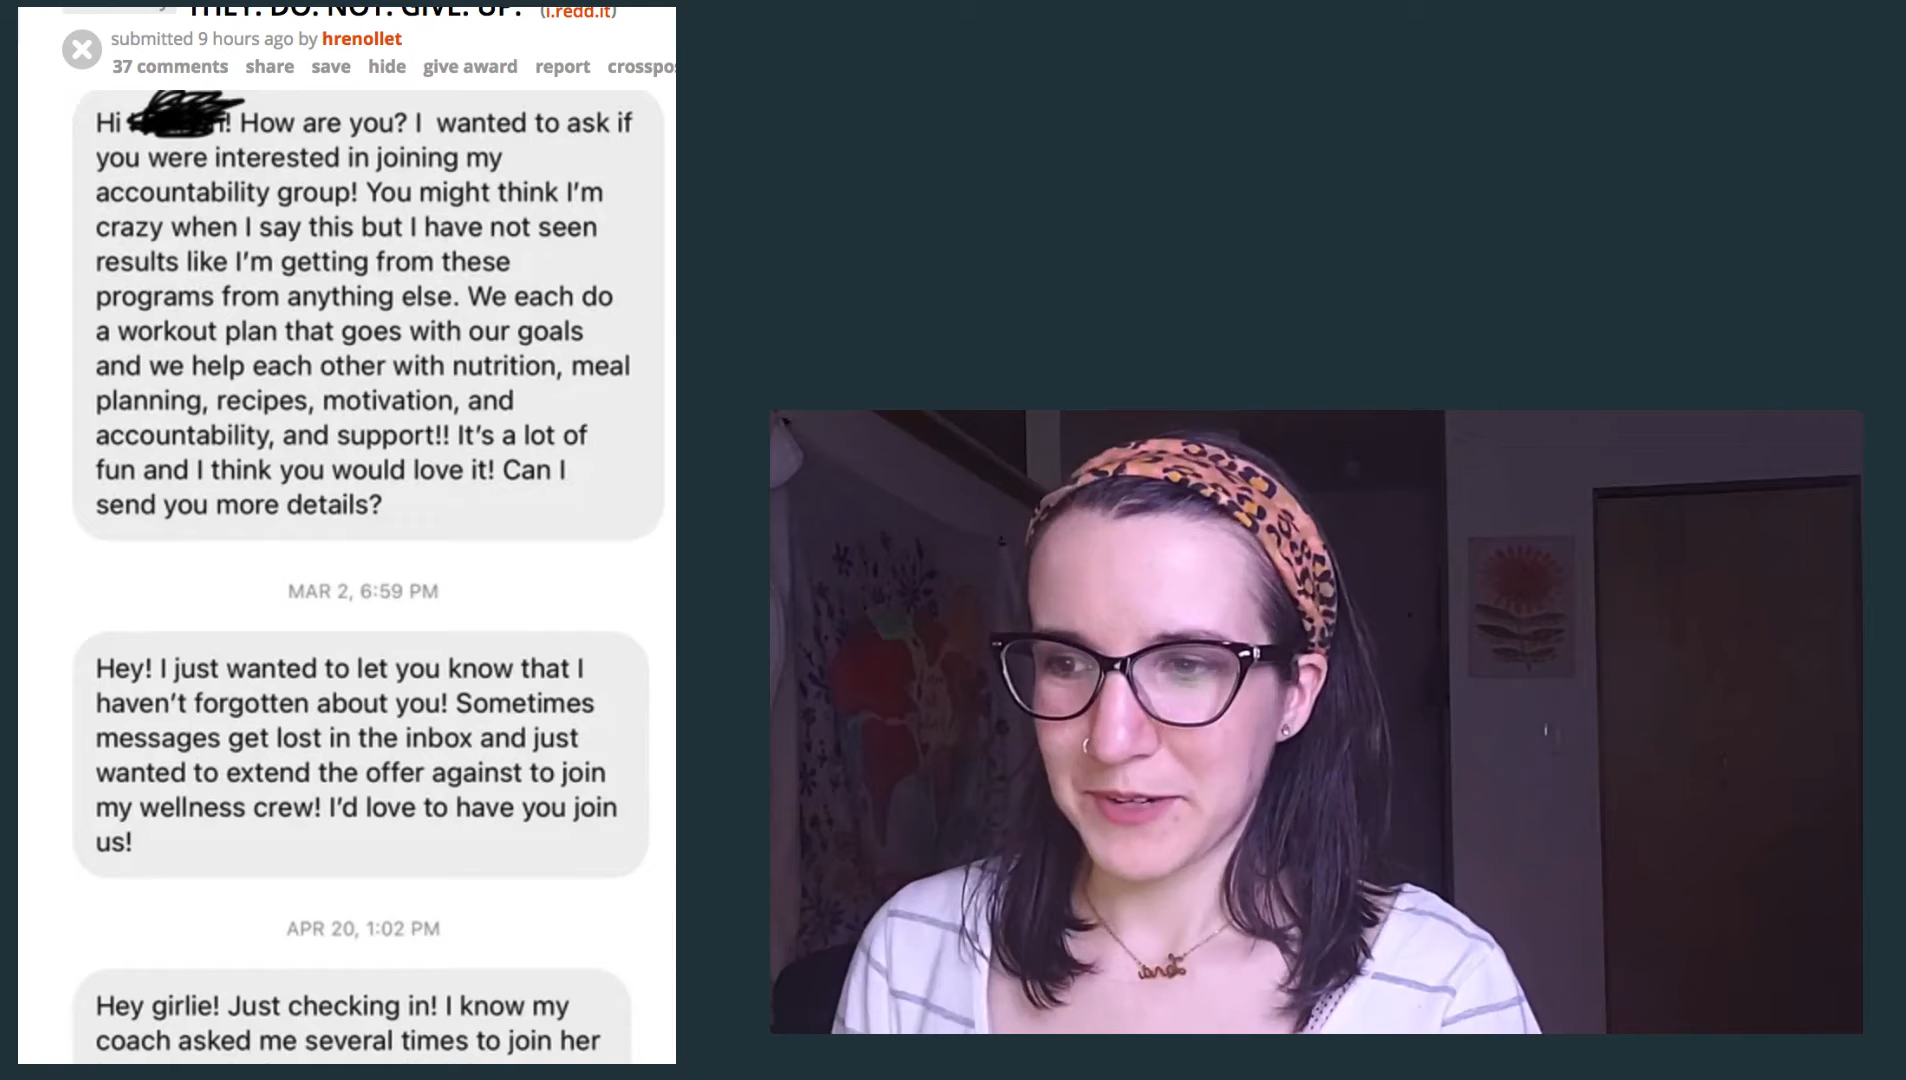 THEY. DO. NOT. GIVE. UP. (i.redd.it)
submitted 9 hours ago by hrenollet
37 comments share save hide give award report crosspos
Hi ! How are you? I wanted to ask if
you were interested in joining my
accountability group! You might think I'm
crazy when I say this but I have not seen
results like I'm getting from these
programs from anything else. We each do
a workout plan that goes with our goals
and we help each other with nutrition, meal
planning, recipes, motivation, and
accountability, and support!! It's a lot of
fun and I think you would love it! Can I
send you more details?
MAR 2, 6:59 PM
Hey! I just wanted to let you know that I
haven't forgotten about you! Sometimes
messages get lost in the inbox and just
wanted to extend the offer against to join
my wellness crew! I'd love to have you join
us!
APR 20, 1:02 PM
Hey girlie! Just checking in! I know my
coach asked me several times to join her